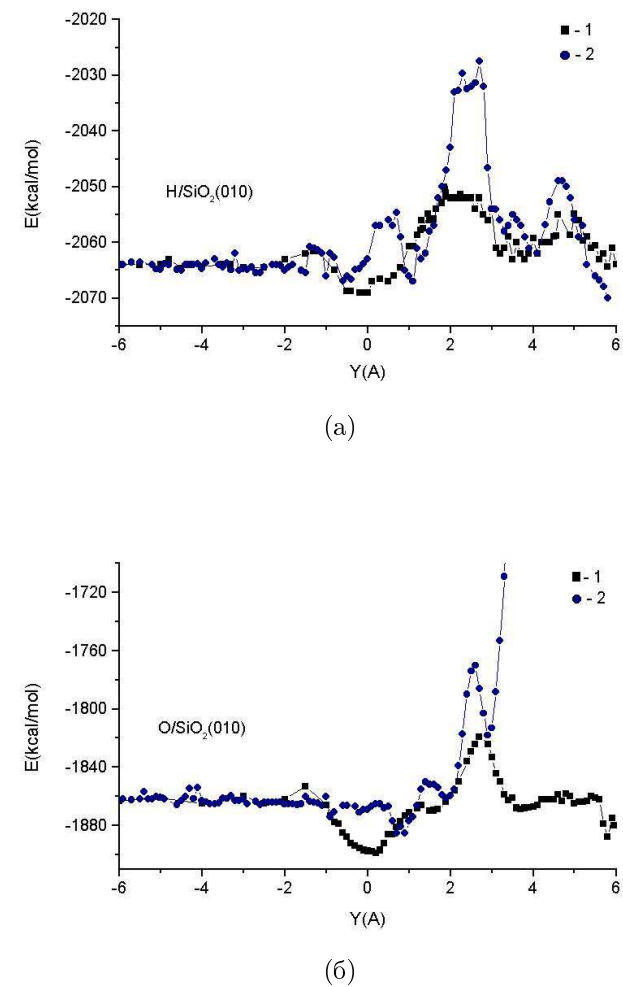 -2020
-2030
-2040
-2050
-2060
-2070
E(kcal/mol)
H/SiO₂(010)
- 1
- 2
-6 -4 -2 0 2 4 6
Y(A)
(а)
-1720
-1760
-1800
-1840
-1880
E(kcal/mol)
O/SiO₂(010)
- 1
- 2
-6 -4 -2 0 2 4 6
Y(A)
(б)